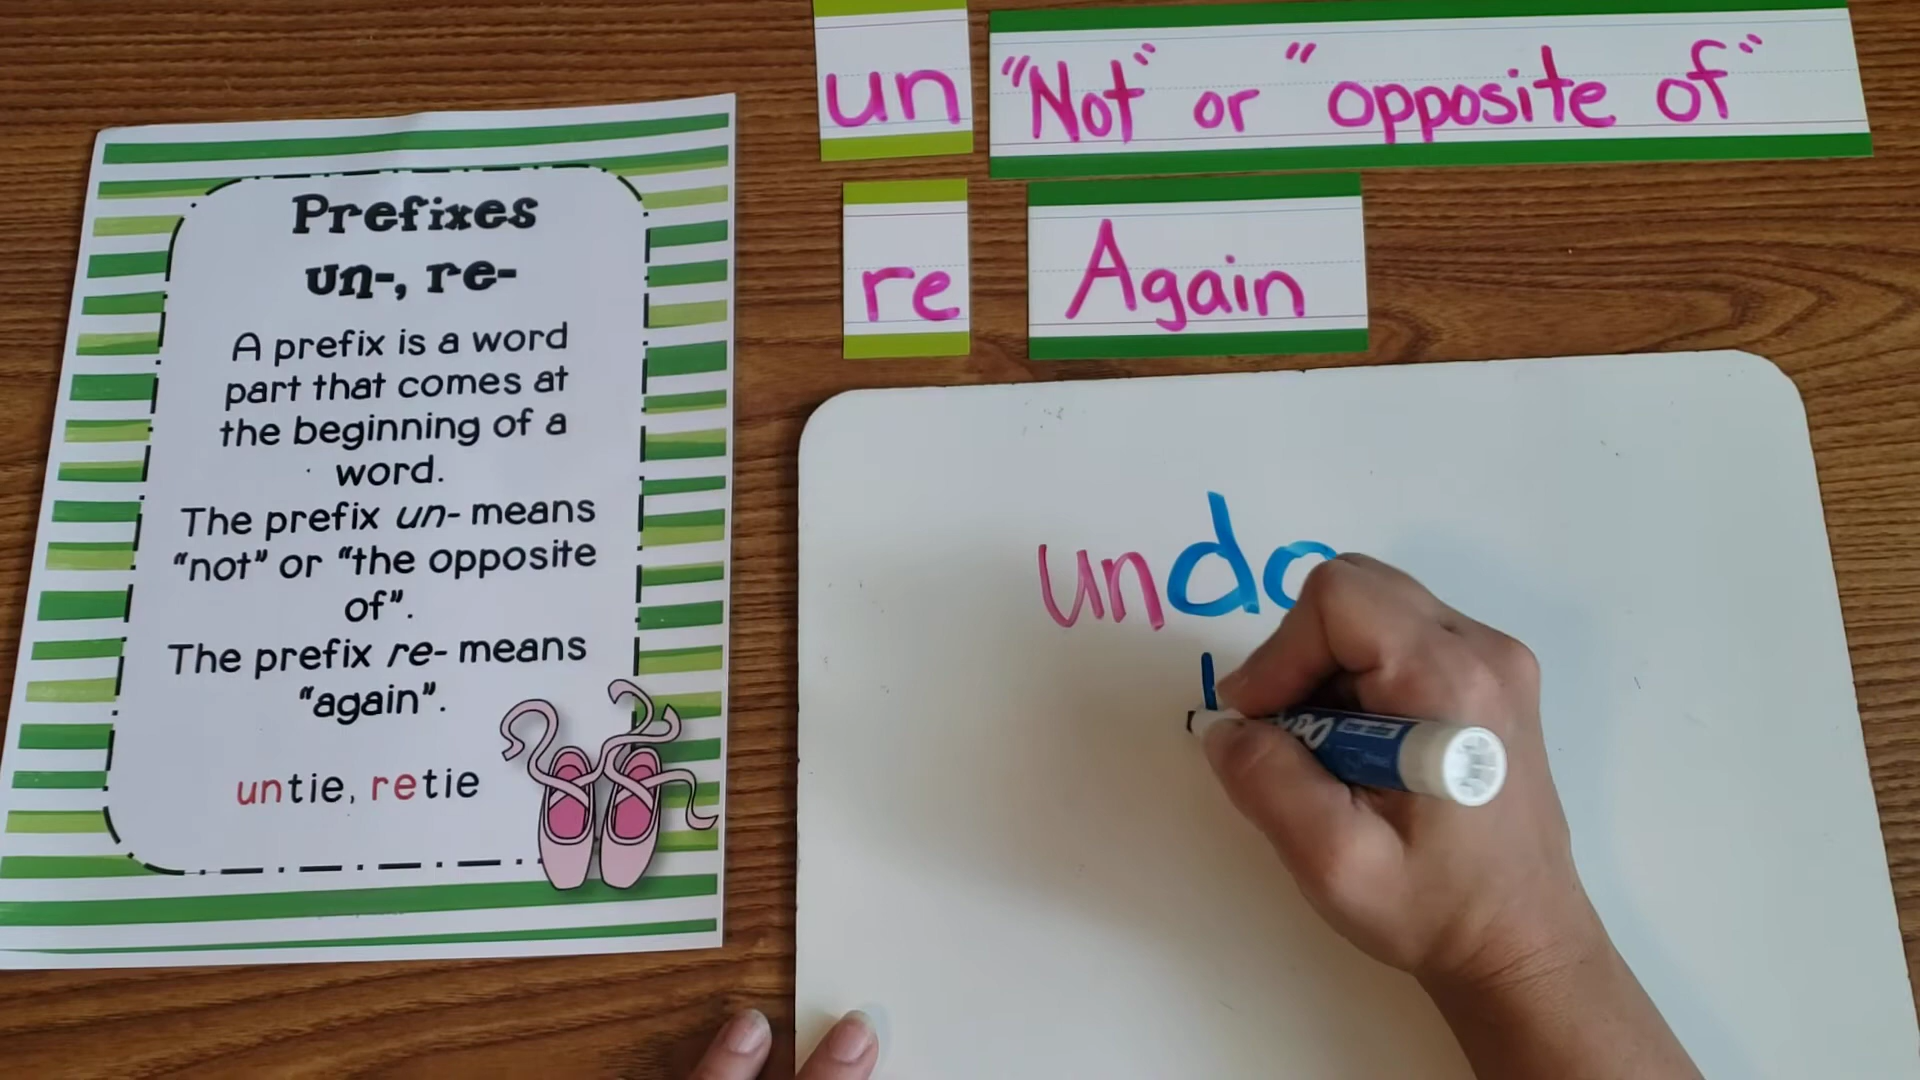 Prefixes
un-, re-
A prefix is a word
part that comes at
the beginning of a
word.
The prefix un- means
"not" or "the opposite
of".
The prefix re- means
"again".
untie, retie
un "Not" or "opposite of"
re Again
undo